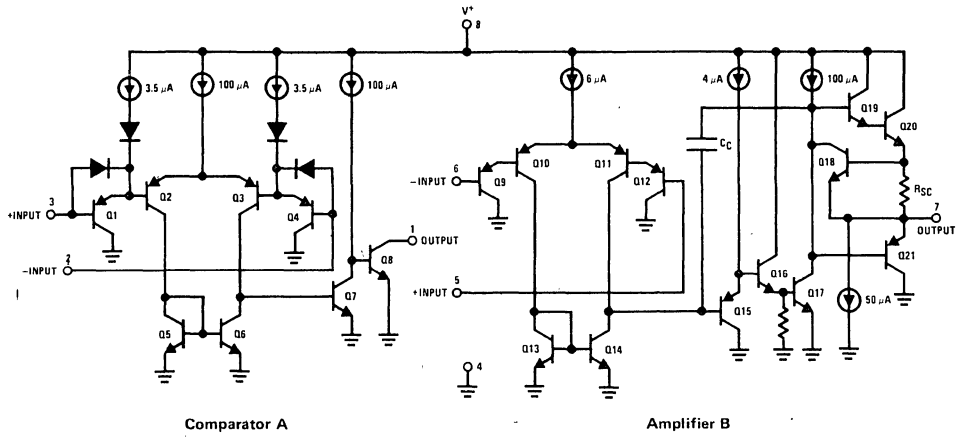 V+
8
3.5 µA
100 µA
3.5 µA
100 µA
6 µA
4 µA
100 µA
Q19
Q20
CC
Q10
Q11
Q18
6
−INPUT
Q9
Q12
RSC
7
OUTPUT
3
+INPUT
Q1
Q2
Q3
Q4
1
OUTPUT
Q8
2
−INPUT
Q7
5
+INPUT
Q16
Q17
Q21
50 µA
Q15
Q5
Q6
Q13
Q14
4
Comparator A
Amplifier B